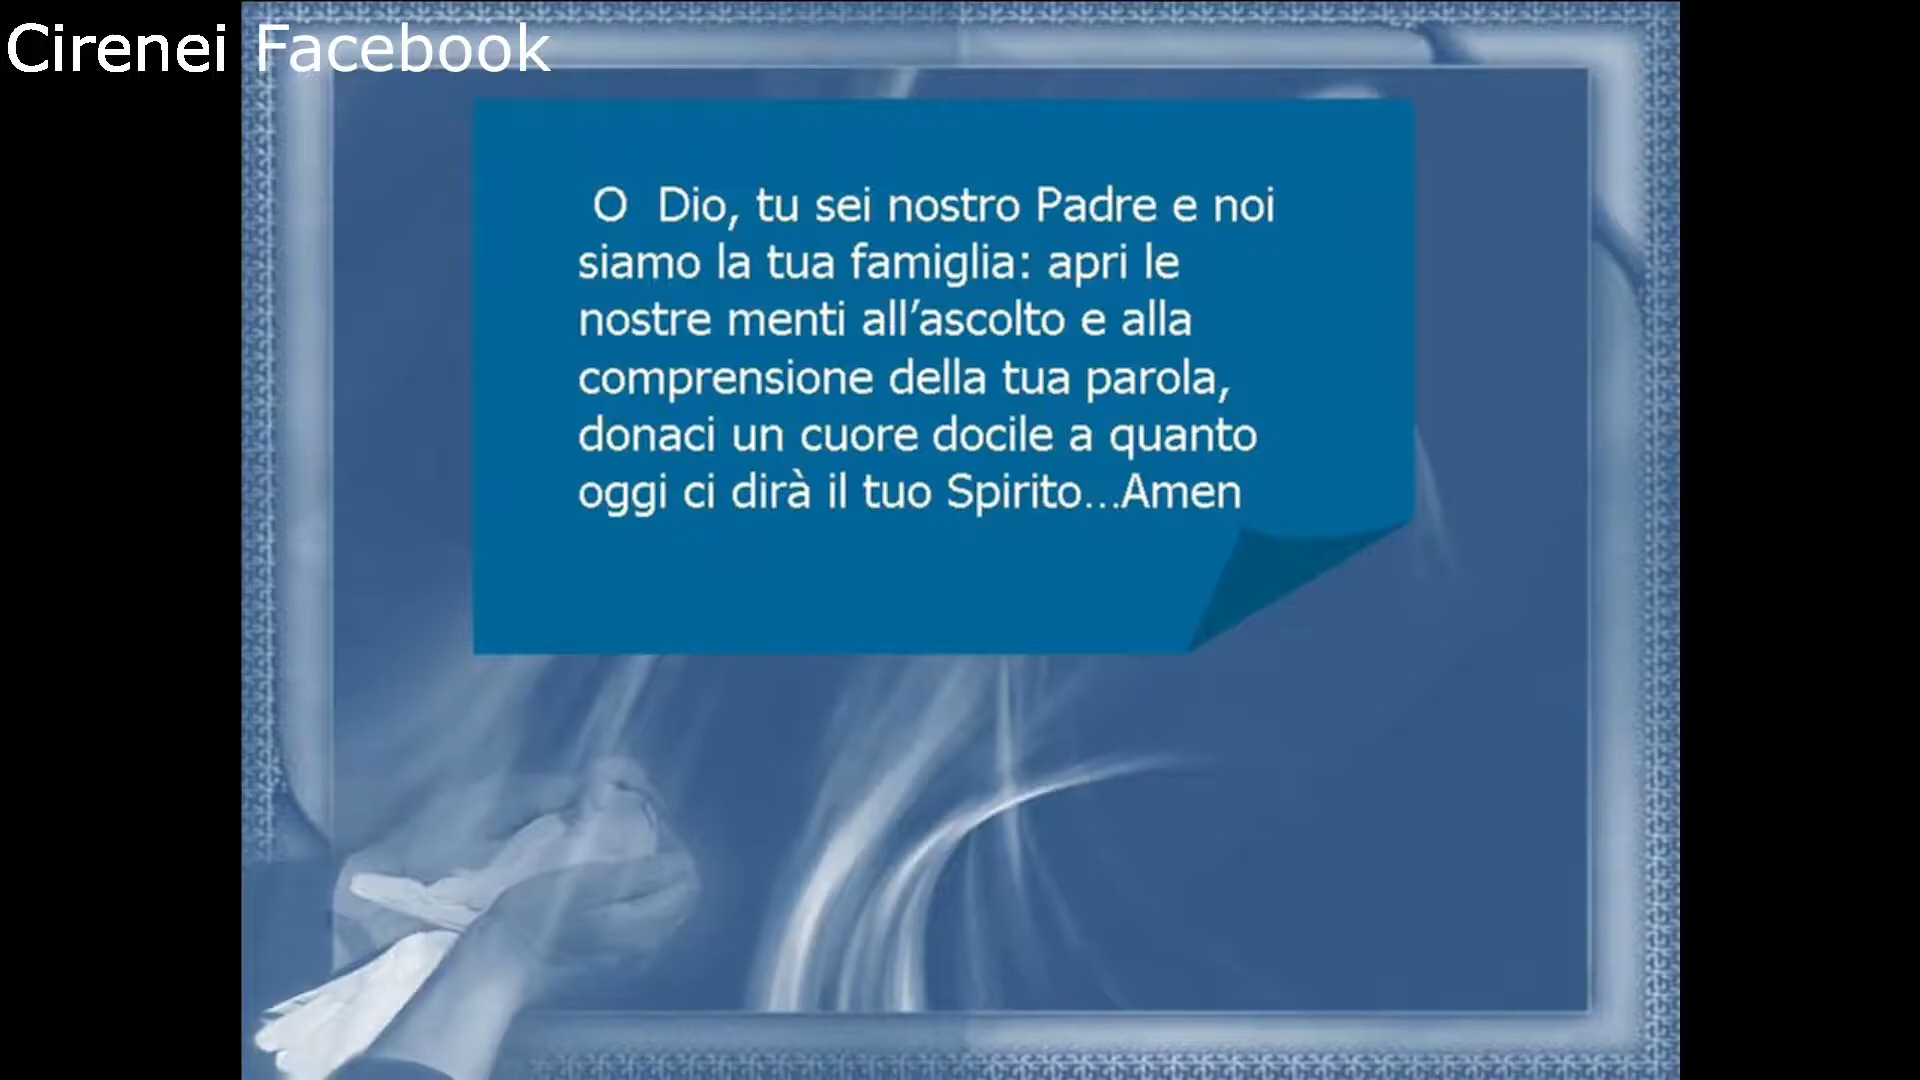 Cirenei Facebook
O Dio, tu sei nostro Padre e noi
siamo la tua famiglia: apri le
nostre menti all’ascolto e alla
comprensione della tua parola,
donaci un cuore docile a quanto
oggi ci dirà il tuo Spirito...Amen